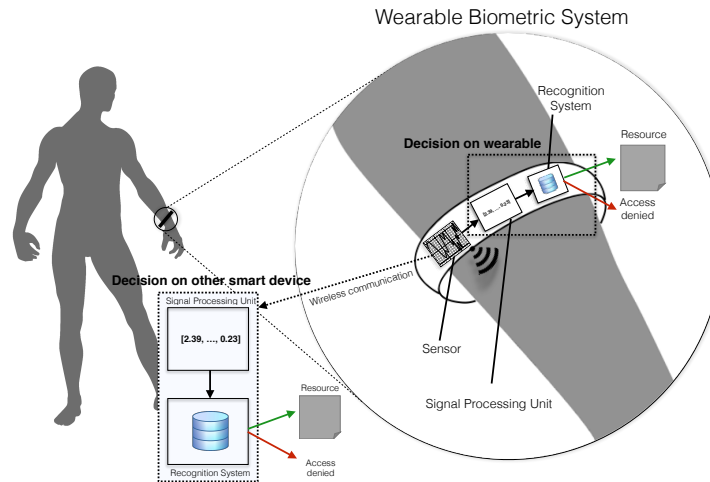 Wearable Biometric System
Recognition
System
Decision on wearable
Resource
Access
denied
Decision on other smart device
Signal Processing Unit
Wireless communication
[2.39, ..., 0.23]
Sensor
Signal Processing Unit
Resource
Access
denied
Recognition System